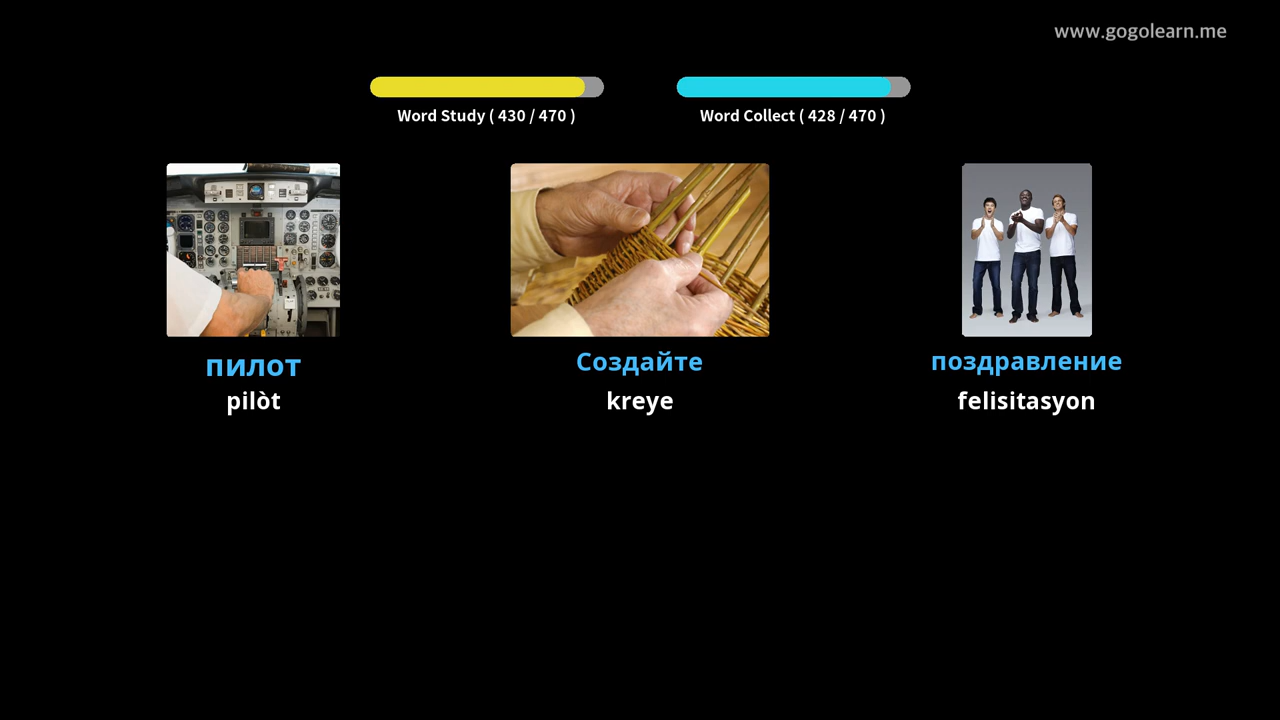 www.gogolearn.me
Word Study ( 430 / 470 )
Word Collect ( 428 / 470 )
пилот
pilòt
Создайте
kreye
поздравление
felisitasyon